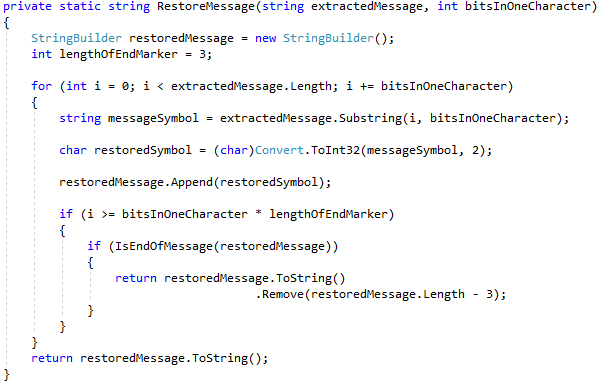 private static string RestoreMessage(string extractedMessage, int bitsInOneCharacter)
{
    StringBuilder restoredMessage = new StringBuilder();
    int lengthOfEndMarker = 3;

    for (int i = 0; i < extractedMessage.Length; i += bitsInOneCharacter)
    {
        string messageSymbol = extractedMessage.Substring(i, bitsInOneCharacter);

        char restoredSymbol = (char)Convert.ToInt32(messageSymbol, 2);

        restoredMessage.Append(restoredSymbol);

        if (i >= bitsInOneCharacter * lengthOfEndMarker)
        {
            if (IsEndOfMessage(restoredMessage))
            {
                return restoredMessage.ToString()
                                    .Remove(restoredMessage.Length - 3);
            }
        }
    }
    return restoredMessage.ToString();
}